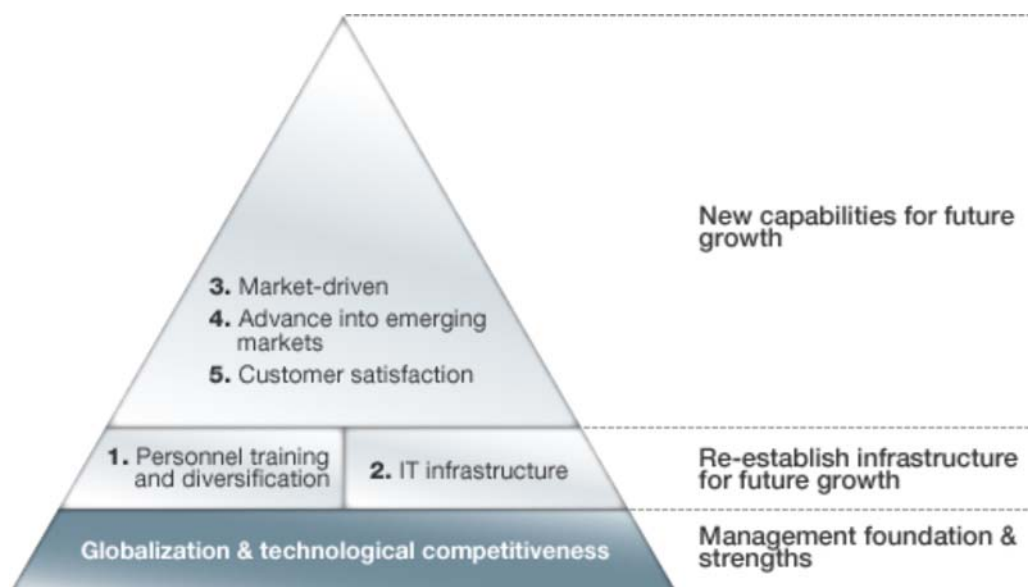 New capabilities for future
growth
3. Market-driven
4. Advance into emerging
markets
5. Customer satisfaction
1. Personnel training
and diversification
2. IT infrastructure
Re-establish infrastructure
for future growth
Globalization & technological competitiveness
Management foundation &
strengths